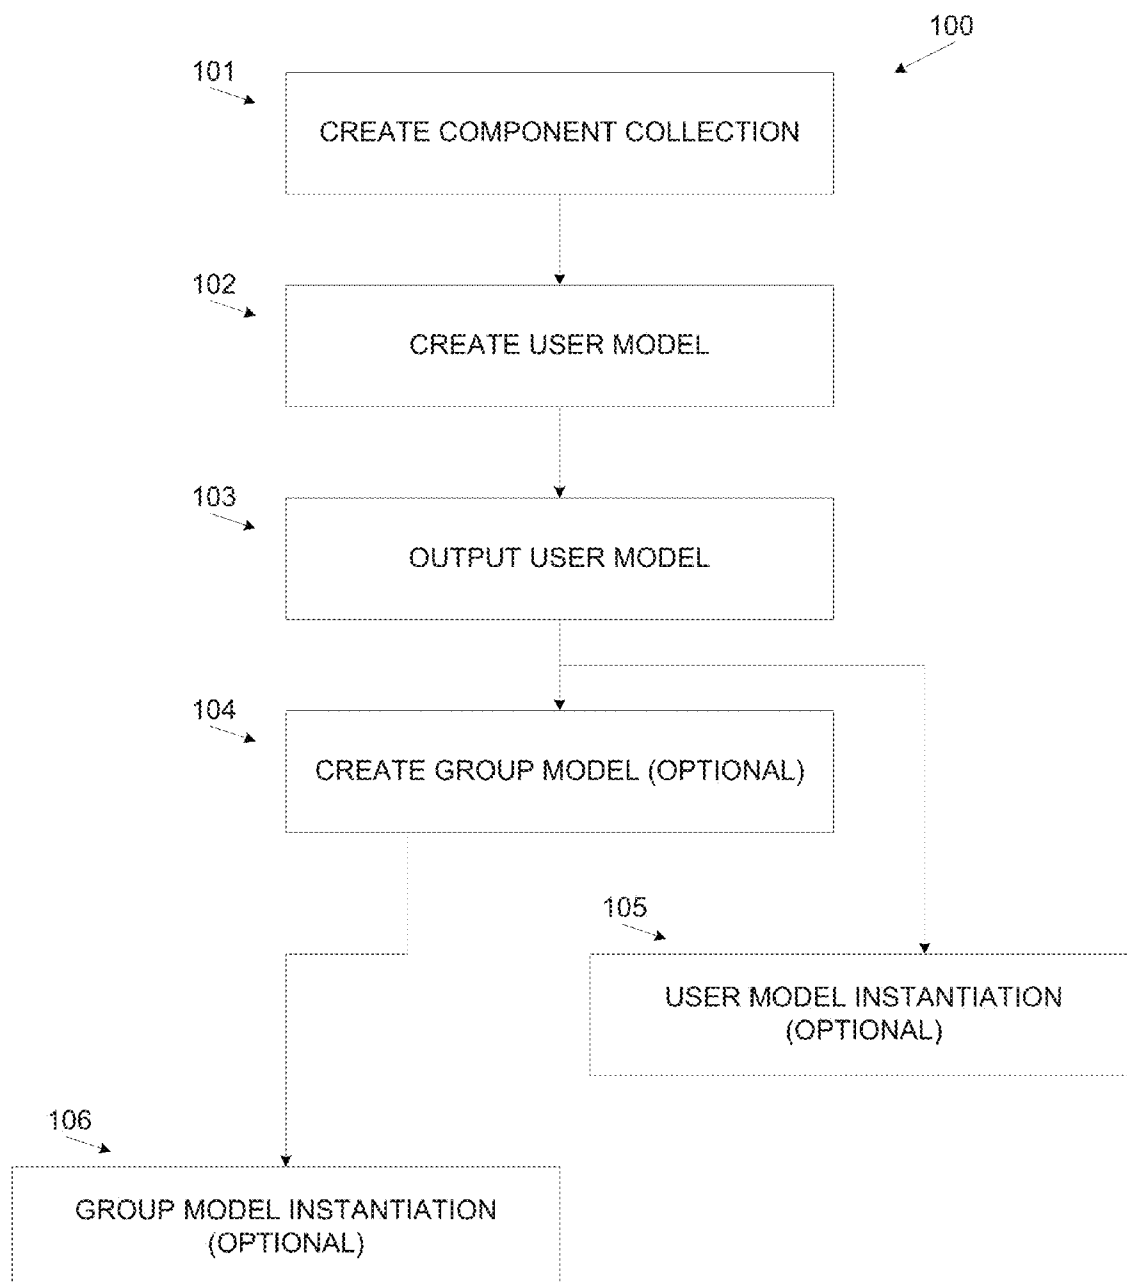 100
101
CREATE COMPONENT COLLECTION
102
CREATE USER MODEL
103
OUTPUT USER MODEL
104
CREATE GROUP MODEL (OPTIONAL)
105
USER MODEL INSTANTIATION
(OPTIONAL)
106
GROUP MODEL INSTANTIATION
(OPTIONAL)